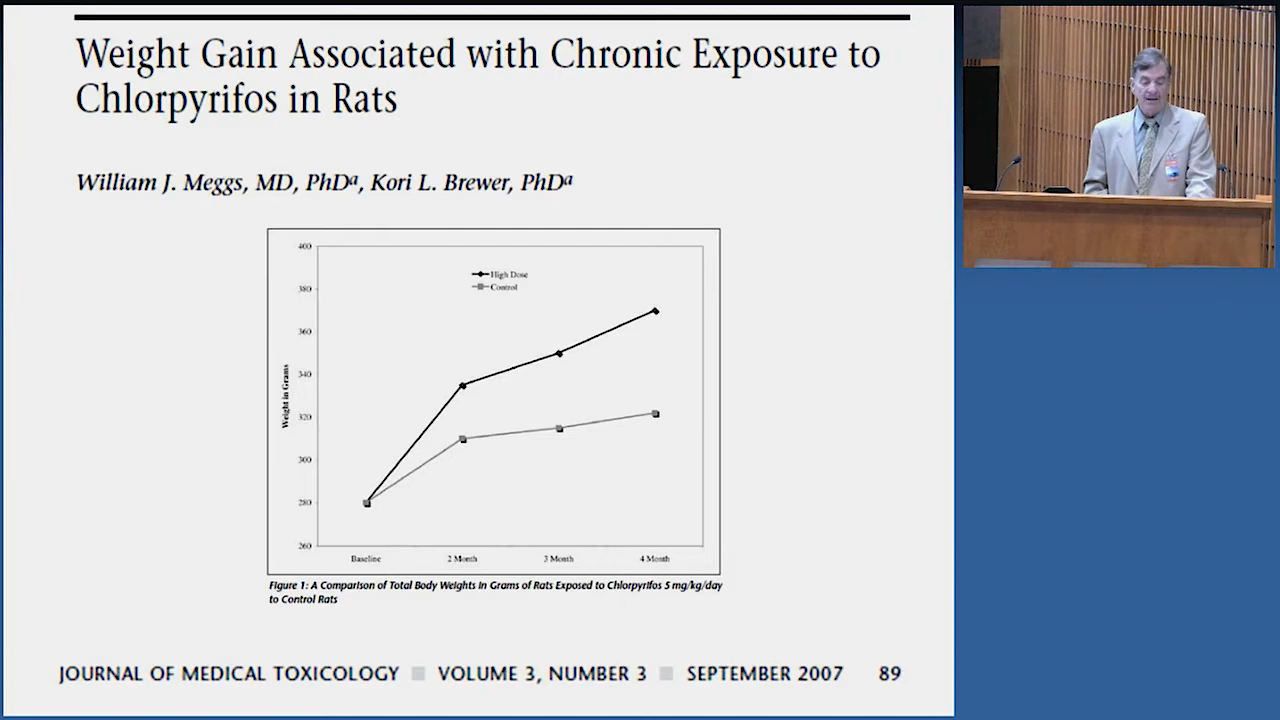 Weight Gain Associated with Chronic Exposure to
Chlorpyrifos in Rats
William J. Meggs, MD, PhDᵃ, Kori L. Brewer, PhDᵃ
400
380
360
340
320
300
280
260
Weight in Grams
High Dose
Control
Baseline
2 Month
3 Month
4 Month
Figure 1: A Comparison of Total Body Weights in Grams of Rats Exposed to Chlorpyrifos 5 mg/kg/day
to Control Rats
JOURNAL OF MEDICAL TOXICOLOGY ■ VOLUME 3, NUMBER 3 ■ SEPTEMBER 2007 89